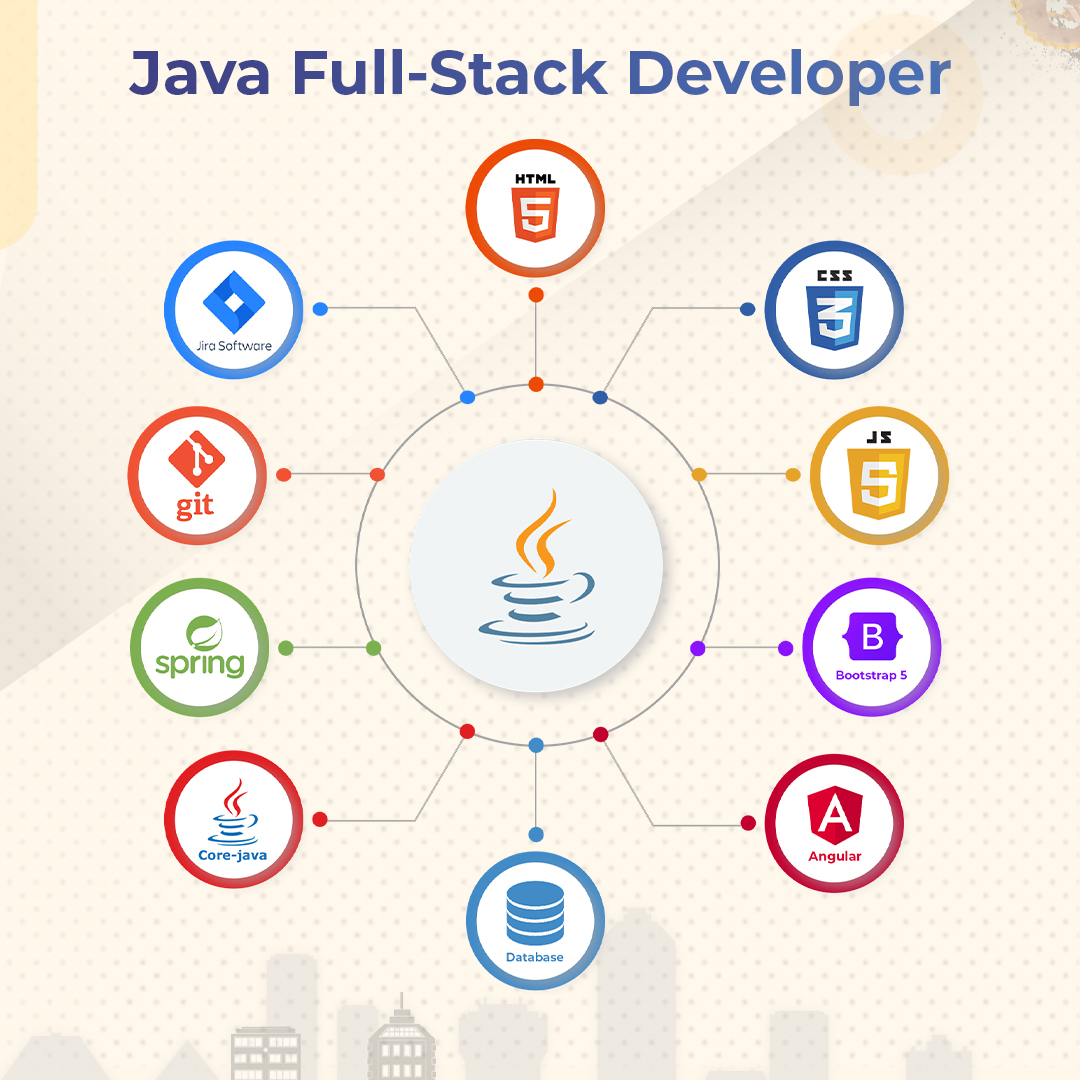 Java Full-Stack Developer
HTML
5
CSS
3
JS
5
B
Bootstrap 5
A
Angular
Database
Core-java
spring
git
Jira Software